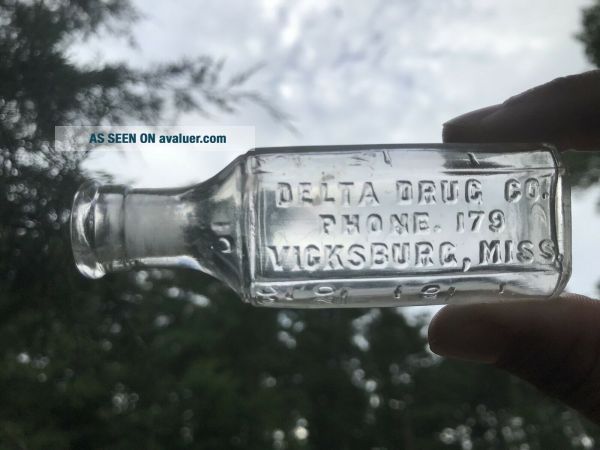 AS SEEN ON avaluer.com
DELTA DRUG CO.
PHONE. 179
VICKSBURG, MISS